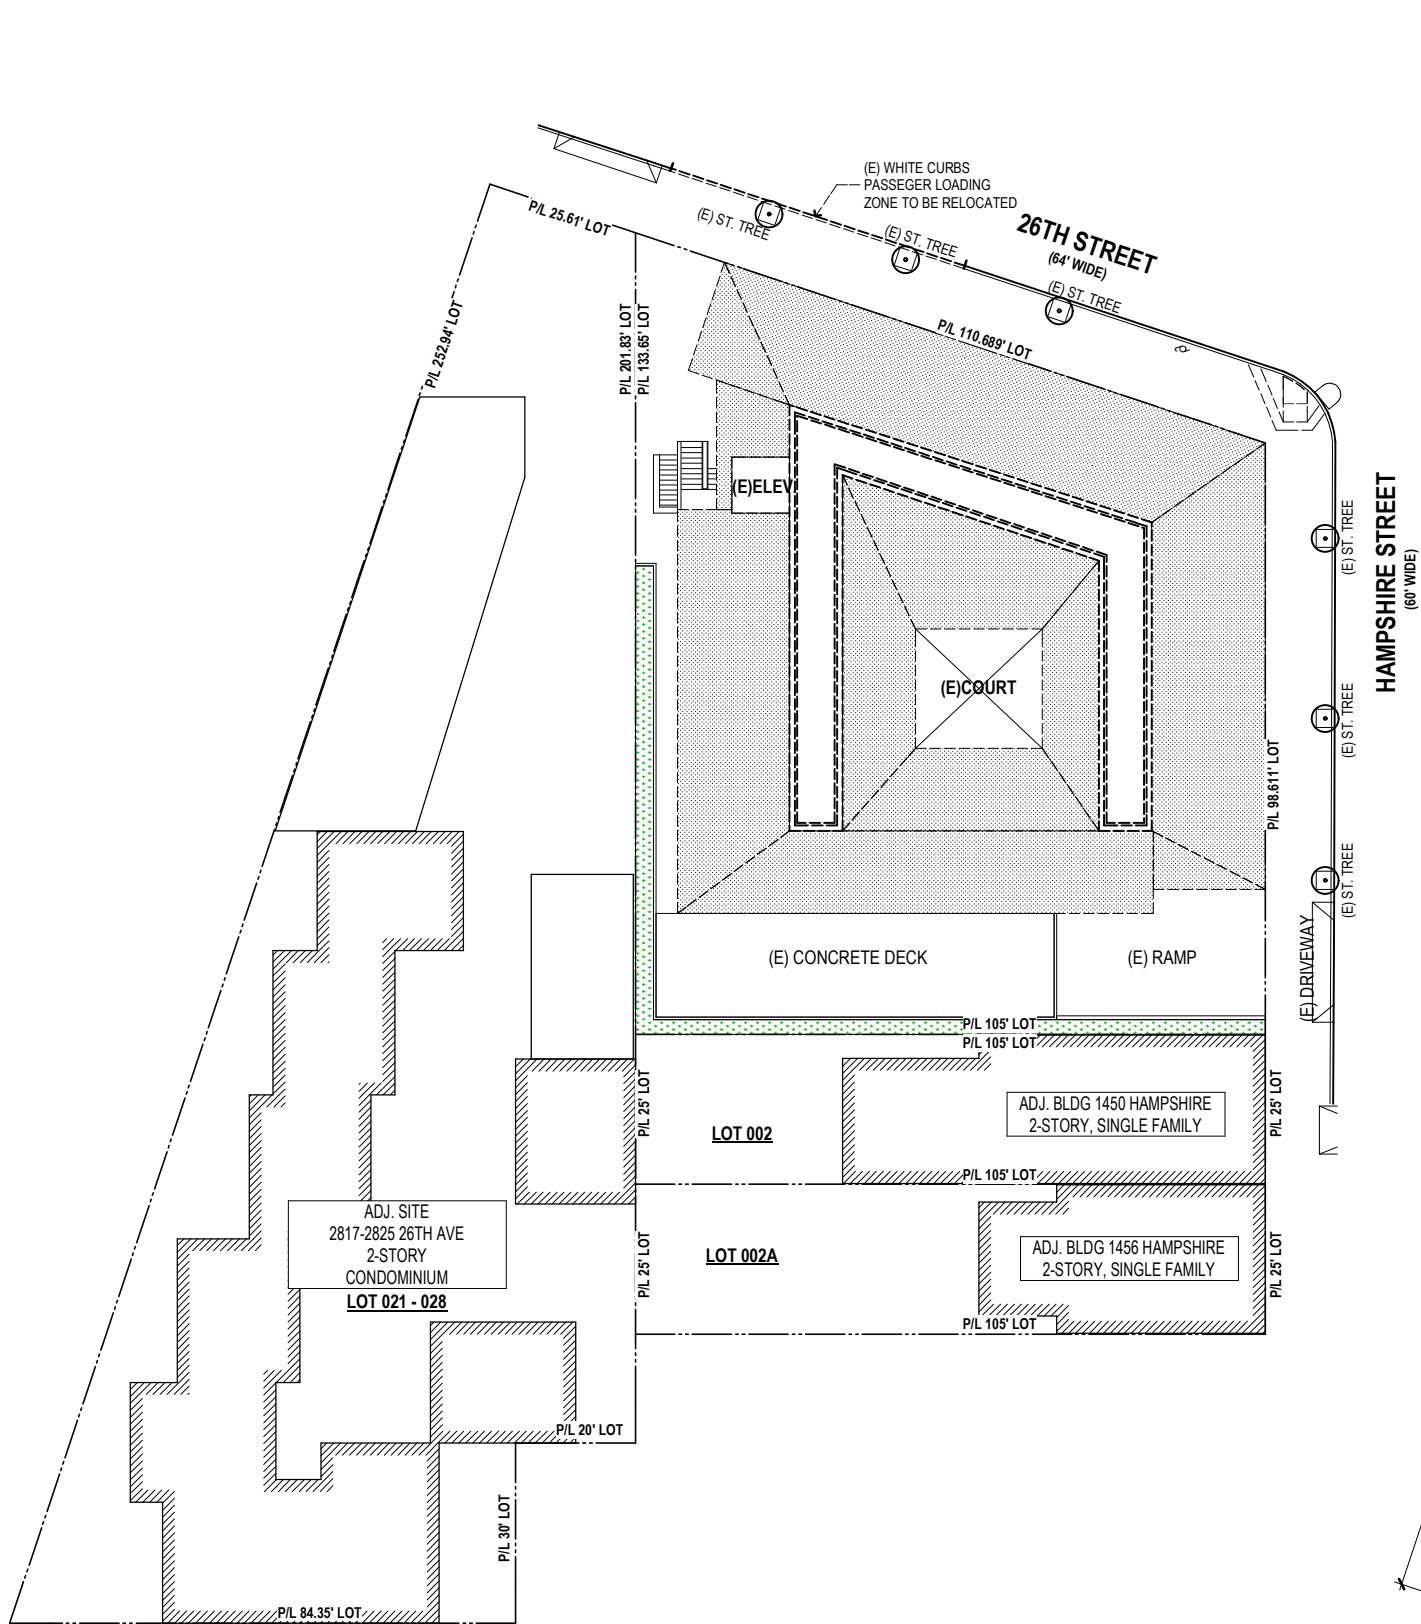 (E) WHITE CURBS
PASSEGER LOADING
ZONE TO BE RELOCATED
P/L 25.61' LOT
(E) ST. TREE
(E) ST. TREE
26TH STREET
(64' WIDE)
(E) ST. TREE
P/L 252.94' LOT
P/L 201.83' LOT
P/L 133.65' LOT
P/L 110.689' LOT
(E)ELEV
(E) ST. TREE
HAMPSHIRE STREET
(60' WIDE)
(E)COURT
(E) ST. TREE
P/L 98.611' LOT
(E) ST. TREE
(E) CONCRETE DECK
(E) RAMP
(E) DRIVEWAY
P/L 105' LOT
P/L 105' LOT
P/L 25' LOT
LOT 002
ADJ. BLDG 1450 HAMPSHIRE
2-STORY, SINGLE FAMILY
P/L 25' LOT
P/L 105' LOT
ADJ. SITE
2817-2825 26TH AVE
2-STORY
CONDOMINIUM
LOT 021 - 028
P/L 25' LOT
LOT 002A
ADJ. BLDG 1456 HAMPSHIRE
2-STORY, SINGLE FAMILY
P/L 25' LOT
P/L 105' LOT
P/L 20' LOT
P/L 30' LOT
P/L 84.35' LOT